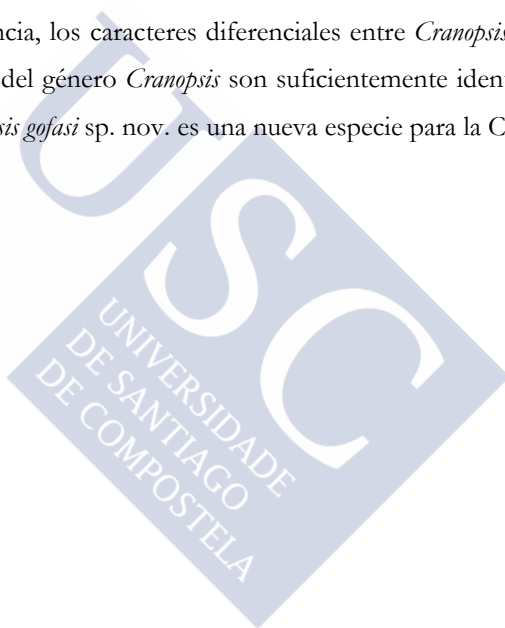 ncia, los caracteres diferenciales entre Cranopsis
del género Cranopsis son suficientemente iden
sis gofasi sp. nov. es una nueva especie para la C
USC
UNIVERSIDADE
DE SANTIAGO
DE COMPOSTELA